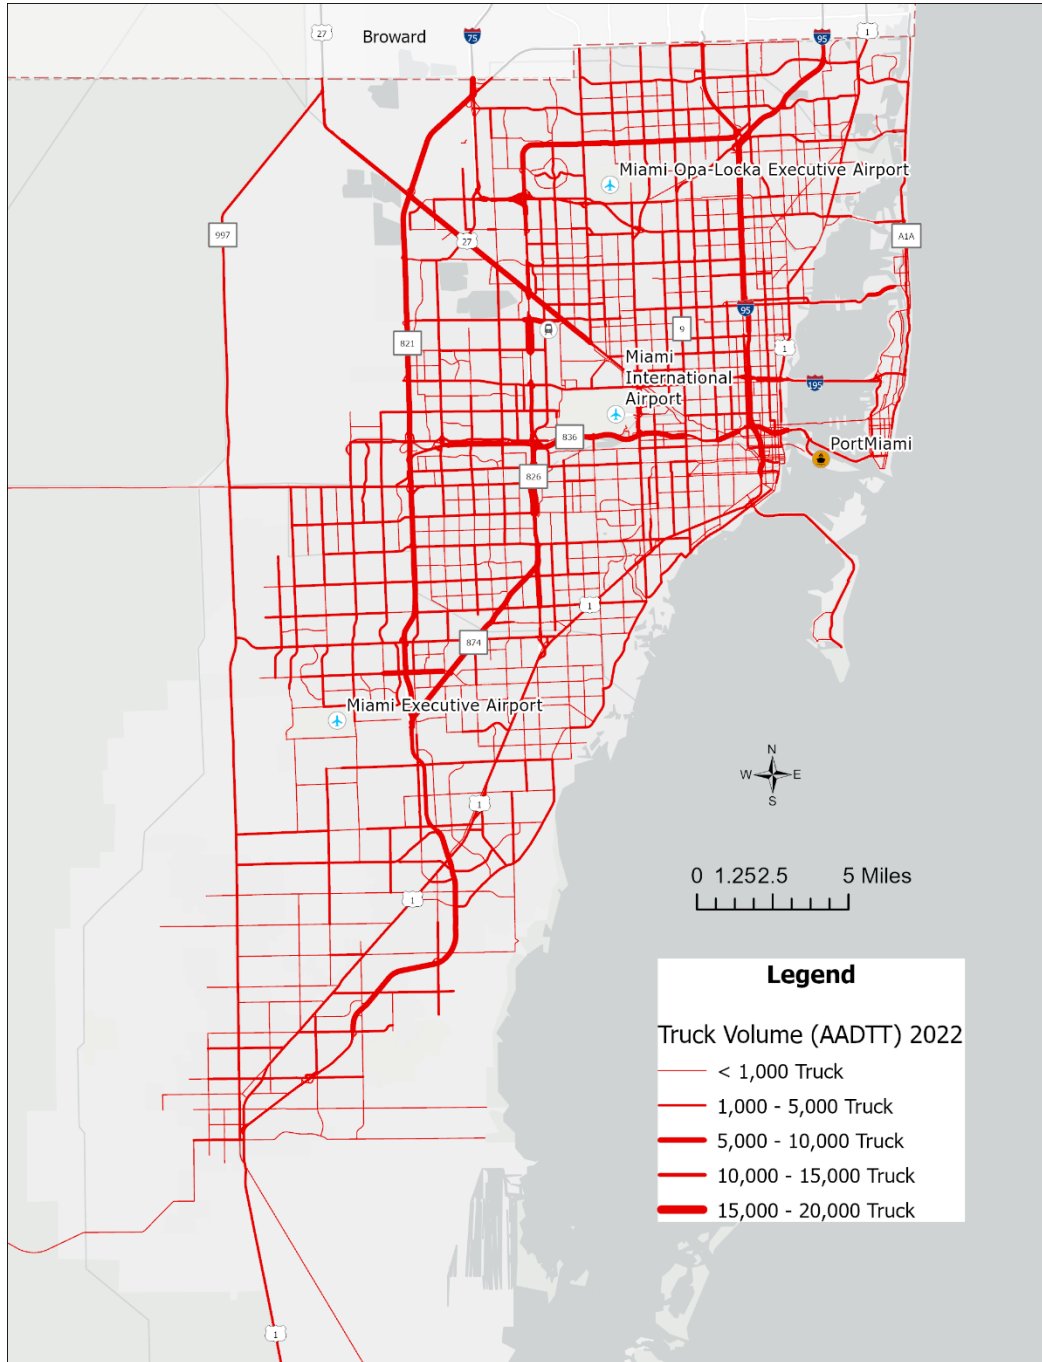 27
Broward
75
95
1
Miami Opa-Locka Executive Airport
997
A1A
27
95
9
821
1
Miami
International
Airport
195
836
PortMiami
826
1
874
Miami Executive Airport
N
W
E
S
1
0 1.25 2.5 5 Miles
1
Legend
Truck Volume (AADTT) 2022
< 1,000 Truck
1,000 - 5,000 Truck
5,000 - 10,000 Truck
10,000 - 15,000 Truck
15,000 - 20,000 Truck
1